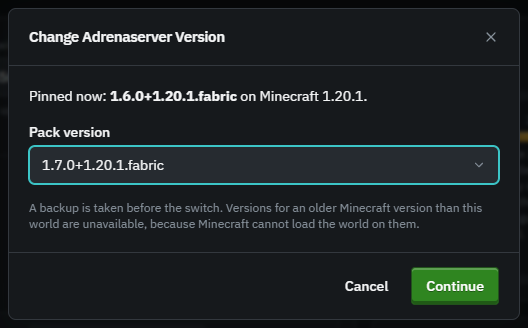 Change Adrenaserver Version
Pinned now: 1.6.0+1.20.1.fabric on Minecraft 1.20.1.
Pack version
1.7.0+1.20.1.fabric
A backup is taken before the switch. Versions for an older Minecraft version than this
world are unavailable, because Minecraft cannot load the world on them.
Cancel
Continue